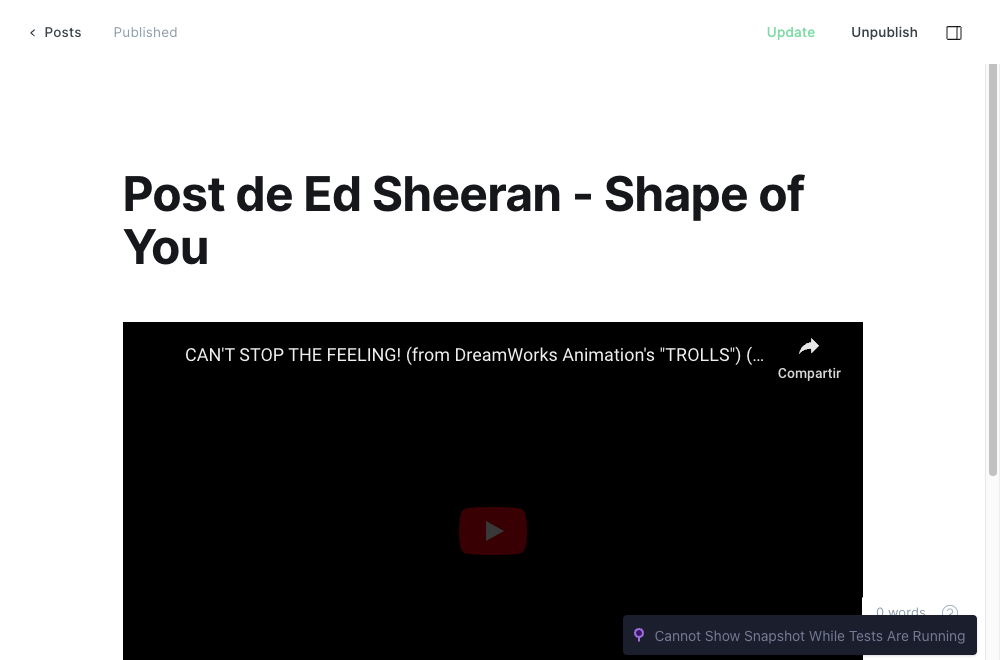 Posts Published Update Unpublish
Post de Ed Sheeran - Shape of
You
CAN'T STOP THE FEELING! (from DreamWorks Animation's "TROLLS") (...
Compartir
0 words
Cannot Show Snapshot While Tests Are Running